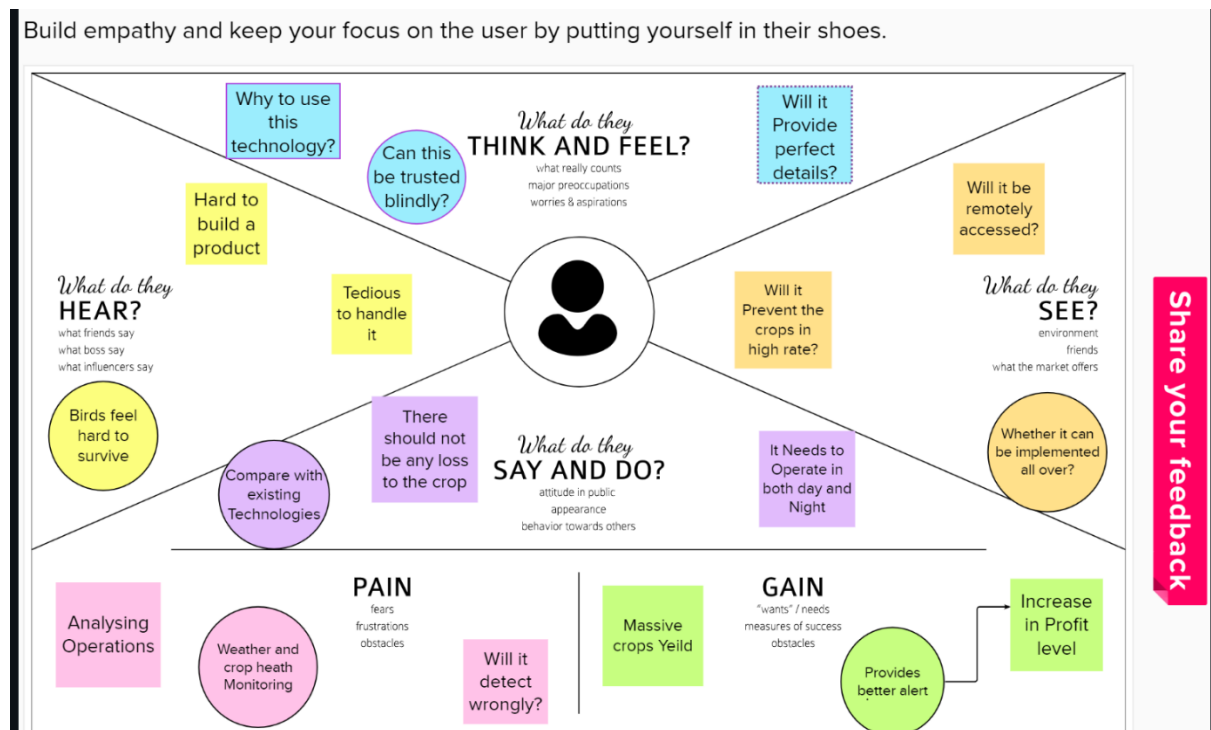 Build empathy and keep your focus on the user by putting yourself in their shoes.
Why to use
this
technology?
Can this
be trusted
blindly?
What do they
THINK AND FEEL?
what really counts
major preoccupations
worries & aspirations
Will it
Provide
perfect
details?
Hard to
build a
product
Tedious
to handle
it
What do they
HEAR?
what friends say
what boss say
what influencers say
Birds feel
hard to
survive
Will it be
remotely
accessed?
Will it
Prevent the
crops in
high rate?
What do they
SEE?
environment
friends
what the market offers
Whether it can
be implemented
all over?
Compare with
existing
Technologies
There
should not
be any loss
to the crop
What do they
SAY AND DO?
attitude in public
appearance
behavior towards others
It Needs to
Operate in
both day and
Night
PAIN
fears
frustrations
obstacles
Analysing
Operations
Weather and
crop heath
Monitoring
Will it
detect
wrongly?
GAIN
"wants" / needs
measures of success
obstacles
Massive
crops Yeild
Provides
better alert
Increase
in Profit
level
Share your feedback